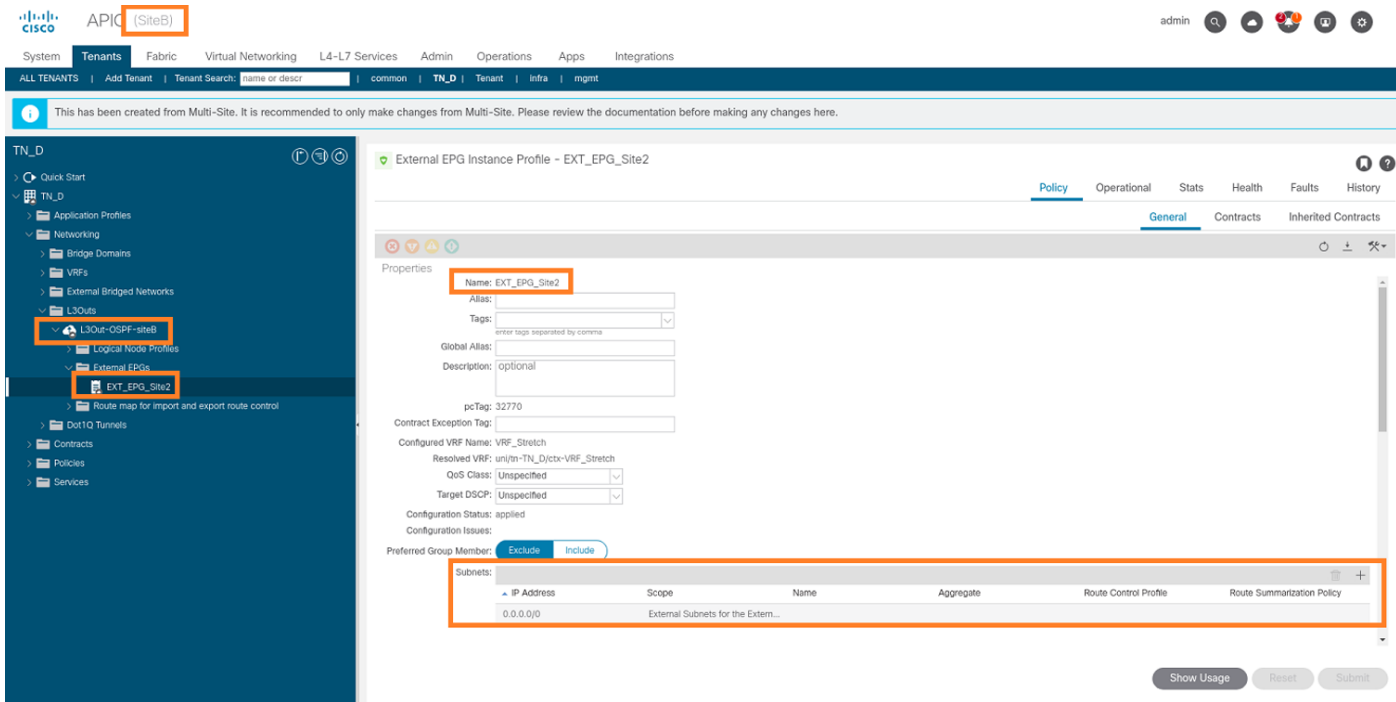 cisco
APIC (SiteB)
admin
2
1
System Tenants Fabric Virtual Networking L4-L7 Services Admin Operations Apps Integrations
ALL TENANTS | Add Tenant | Tenant Search: name or descr | common | TN_D | Tenant | infra | mgmt
i This has been created from Multi-Site. It is recommended to only make changes from Multi-Site. Please review the documentation before making any changes here.
TN_D
Quick Start
TN_D
Application Profiles
Networking
Bridge Domains
VRFs
External Bridged Networks
L3Outs
L3Out-OSPF-siteB
Logical Node Profiles
External EPGs
EXT_EPG_Site2
Route map for import and export route control
Dot1Q Tunnels
Contracts
Policies
Services
External EPG Instance Profile - EXT_EPG_Site2
?
Policy Operational Stats Health Faults History
General Contracts Inherited Contracts
Properties
Name: EXT_EPG_Site2
Alias:
Tags:
enter tags separated by comma
Global Alias:
Description: optional
pcTag: 32770
Contract Exception Tag:
Configured VRF Name: VRF_Stretch
Resolved VRF: uni/tn-TN_D/ctx-VRF_Stretch
QoS Class: Unspecified
Target DSCP: Unspecified
Configuration Status: applied
Configuration Issues:
Preferred Group Member: Exclude Include
Subnets:
IP Address Scope Name Aggregate Route Control Profile Route Summarization Policy
0.0.0.0/0 External Subnets for the Extern...
Show Usage Reset Submit